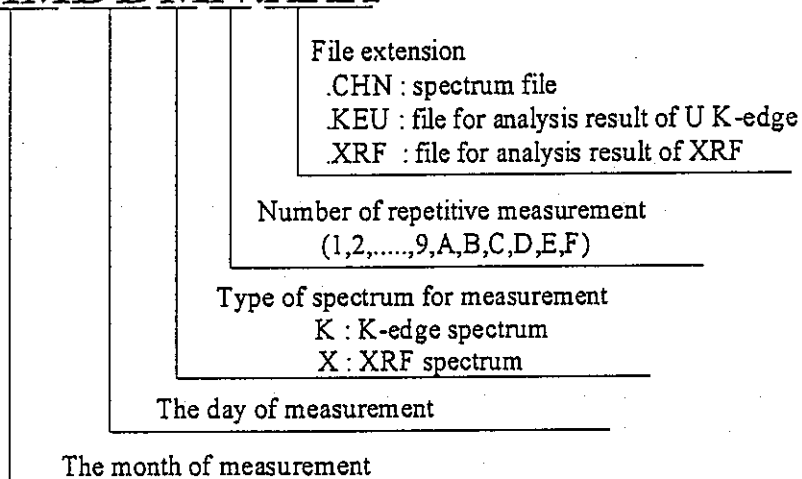 File extension
.CHN : spectrum file
.KEU : file for analysis result of U K-edge
.XRF : file for analysis result of XRF
Number of repetitive measurement
(1,2,.....,9,A,B,C,D,E,F)
Type of spectrum for measurement
K : K-edge spectrum
X : XRF spectrum
The day of measurement
The month of measurement